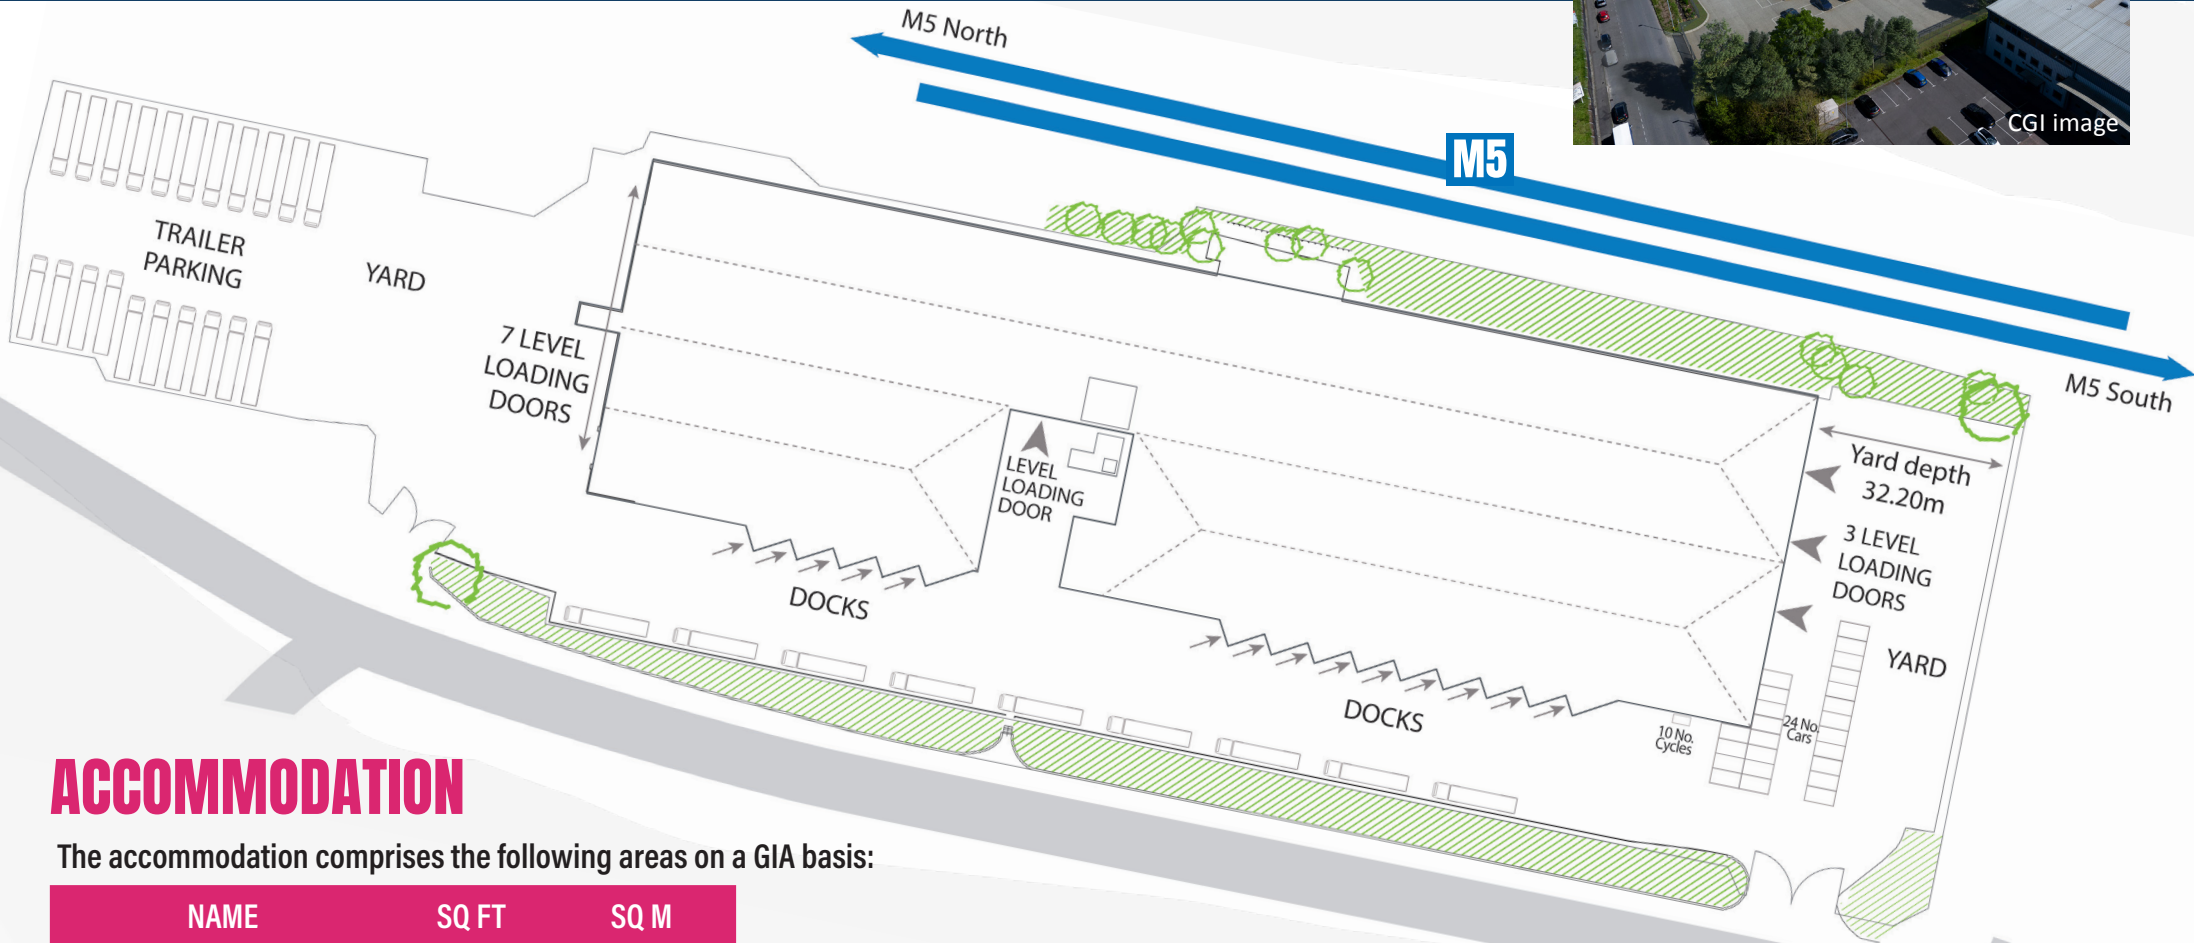 M5 North
CGI image
M5
TRAILER
PARKING
YARD
7 LEVEL
LOADING
DOORS
M5 South
LEVEL
LOADING
DOOR
Yard depth
32.20m
3 LEVEL
LOADING
DOORS
DOCKS
YARD
DOCKS
10 No.
Cycles
24 No.
Cars
ACCOMMODATION
The accommodation comprises the following areas on a GIA basis:
NAME SQ FT SQ M